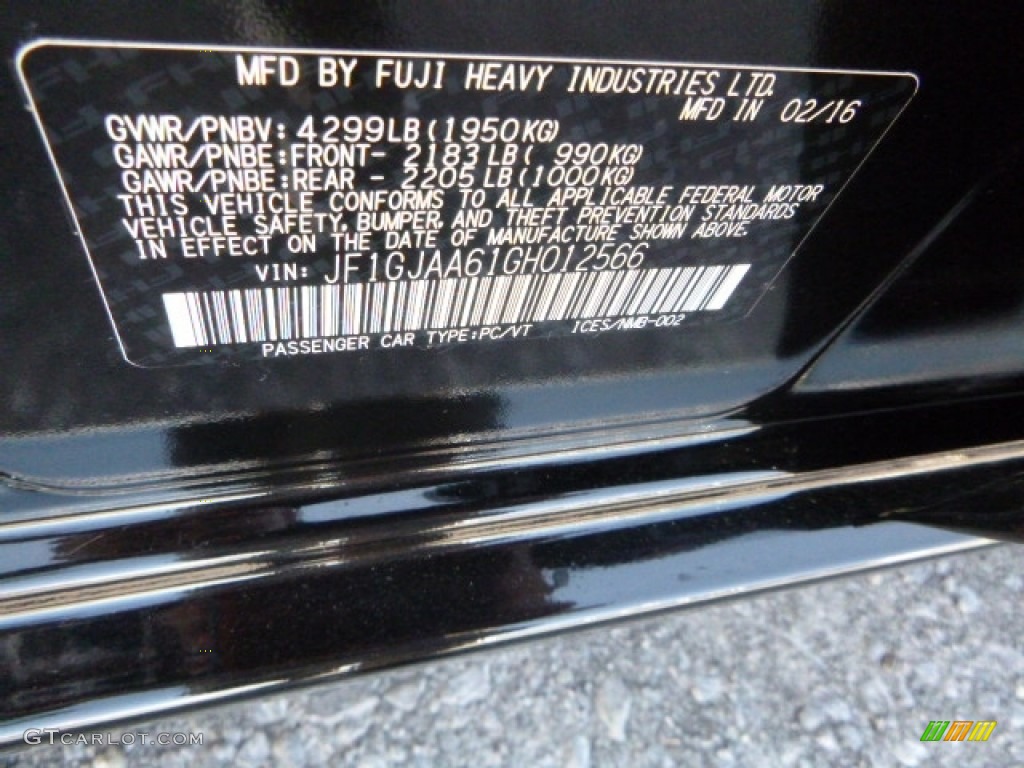 MFD BY FUJI HEAVY INDUSTRIES LTD.
MFD IN 02/16
GVWR/PNBV: 4299LB(1950KG)
GAWR/PNBE:FRONT- 2183LB( 990KG)
GAWR/PNBE:REAR - 2205LB(1000KG)
THIS VEHICLE CONFORMS TO ALL APPLICABLE FEDERAL MOTOR
VEHICLE SAFETY, BUMPER, AND THEFT PREVENTION STANDARDS
IN EFFECT ON THE DATE OF MANUFACTURE SHOWN ABOVE.
VIN: JF1GJAA61GH012566
PASSENGER CAR TYPE:PC/VT ICES/NMB-002
GTCARLOT.COM